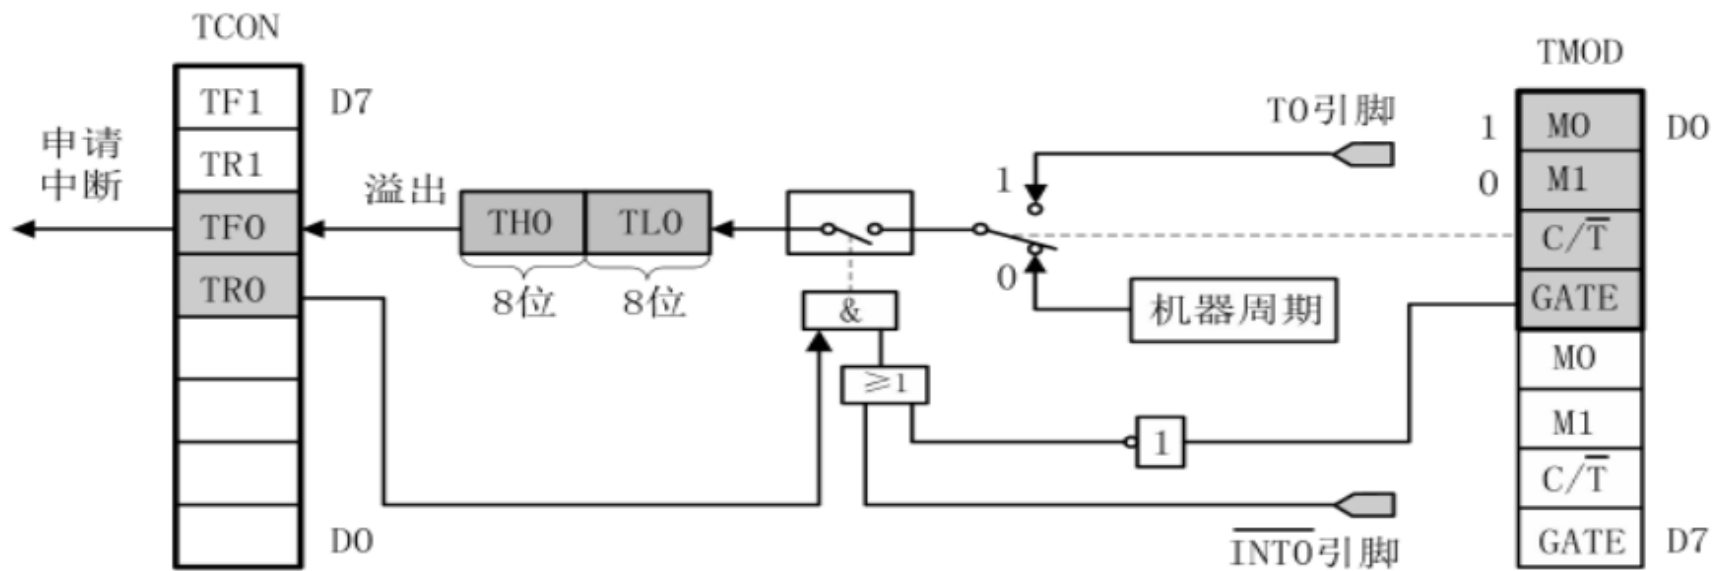 TCON
TMOD
TF1
D7
TR1
TF0
TR0
D0
申请
中断
溢出
TH0
TL0
8位
8位
&
≥1
1
1
0
T0引脚
机器周期
INT0引脚
1
0
M0
D0
M1
C/T̅
GATE
M0
M1
C/T̅
GATE
D7